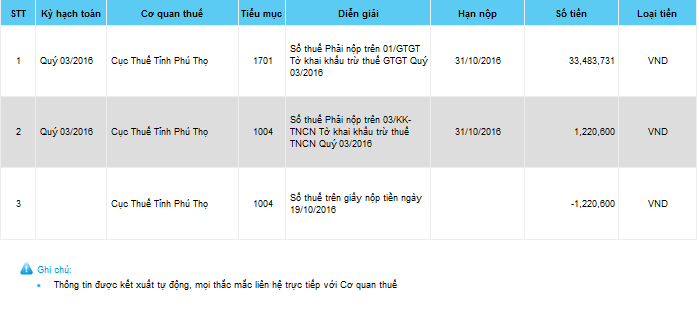 STT Kỳ hạch toán Cơ quan thuế Tiểu mục Diễn giải Hạn nộp Số tiền Loại tiền
1 Quý 03/2016 Cục Thuế Tỉnh Phú Thọ 1701 Số thuế Phải nộp trên 01/GTGT
Tờ khai khấu trừ thuế GTGT Quý
03/2016 31/10/2016 33,483,731 VND
2 Quý 03/2016 Cục Thuế Tỉnh Phú Thọ 1004 Số thuế Phải nộp trên 03/KK-
TNCN Tờ khai khấu trừ thuế
TNCN Quý 03/2016 31/10/2016 1,220,600 VND
3 Cục Thuế Tỉnh Phú Thọ 1004 Số thuế trên giấy nộp tiền ngày
19/10/2016 -1,220,600 VND
Ghi chú:
• Thông tin được kết xuất tự động, mọi thắc mắc liên hệ trực tiếp với Cơ quan thuế